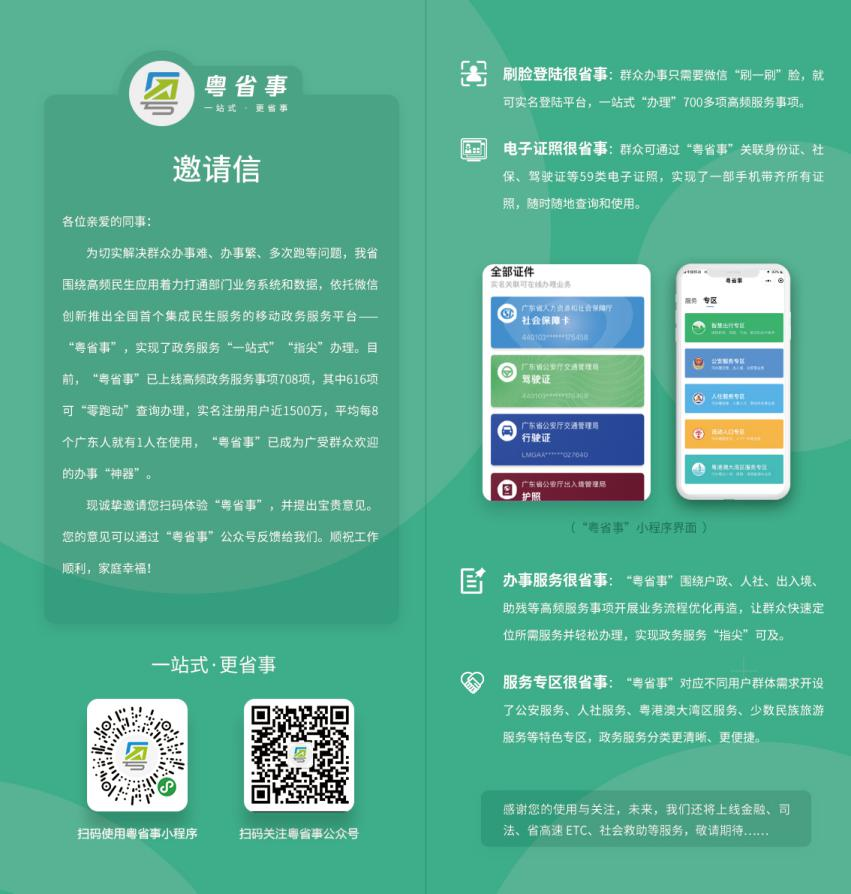 粤省事
一站式 · 更省事
邀请信
各位亲爱的同事：
为切实解决群众办事难、办事繁、多次跑等问题，我省
围绕高频民生应用着力打通部门业务系统和数据，依托微信
创新推出全国首个集成民生服务的移动政务服务平台——
“粤省事”，实现了政务服务“一站式”“指尖”办理。目
前，“粤省事”已上线高频政务服务事项708项，其中616项
可“零跑动”查询办理，实名注册用户近1500万，平均每8
个广东人就有1人在使用，“粤省事”已成为广受群众欢迎
的办事“神器”。
现诚挚邀请您扫码体验“粤省事”，并提出宝贵意见。
您的意见可以通过“粤省事”公众号反馈给我们。顺祝工作
顺利，家庭幸福！
一站式·更省事
扫码使用粤省事小程序
扫码关注粤省事公众号
刷脸登陆很省事：群众办事只需要微信“刷一刷”脸，就
可实名登陆平台，一站式“办理”700多项高频服务事项。
电子证照很省事：群众可通过“粤省事”关联身份证、社
保、驾驶证等59类电子证照，实现了一部手机带齐所有证
照，随时随地查询和使用。
全部证件
实名关联可在线办理业务
广东省人力资源和社会保障厅
社会保障卡
440103******176458
广东省公安厅交通管理局
驾驶证
440103******176458
广东省公安厅交通管理局
行驶证
LMGAA******027640
广东省公安厅出入境管理局
护照
粤省事
服务 专区
智慧出行专区
公安服务专区
人社服务专区
流动人口专区
粤港澳大湾区服务专区
（“粤省事”小程序界面）
办事服务很省事：“粤省事”围绕户政、人社、出入境、
助残等高频服务事项开展业务流程优化再造，让群众快速定
位所需服务并轻松办理，实现政务服务“指尖”可及。
服务专区很省事：“粤省事”对应不同用户群体需求开设
了公安服务、人社服务、粤港澳大湾区服务、少数民族旅游
服务等特色专区，政务服务分类更清晰、更便捷。
感谢您的使用与关注，未来，我们还将上线金融、司
法、省高速 ETC、社会救助等服务，敬请期待……